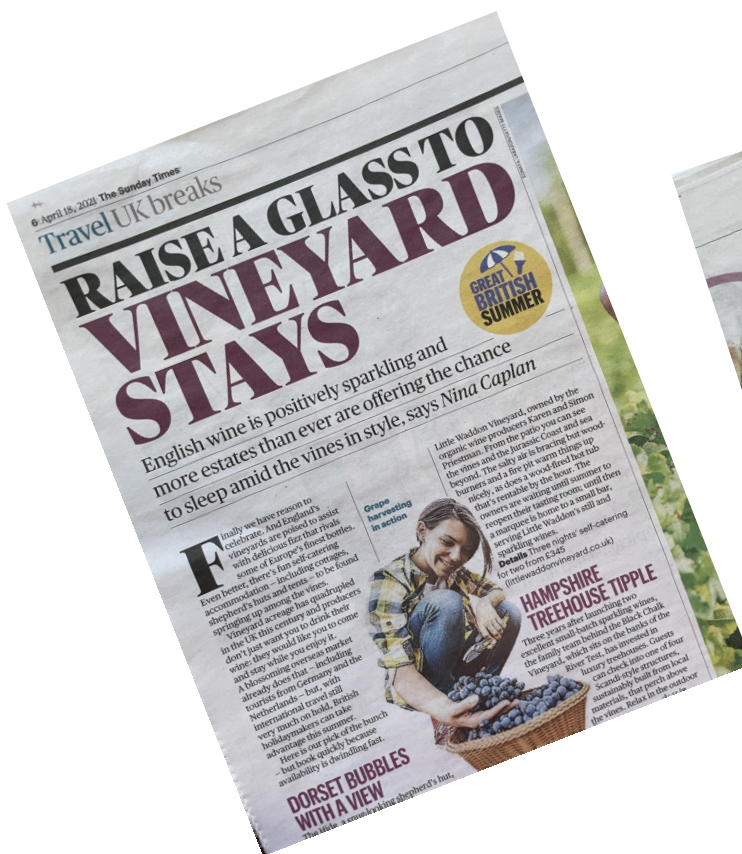 6 April 18, 2021 The Sunday Times
Travel UK breaks
RAISE A GLASS TO
VINEYARD
STAYS
GREAT
BRITISH
SUMMER
English wine is positively sparkling and
more estates than ever are offering the chance
to sleep amid the vines in style, says Nina Caplan
Finally we have reason to
celebrate. And England's
vineyards are poised to assist
with delicious fizz that rivals
some of Europe's finest bottles.
Even better, there's fun self-catering
accommodation – including cottages,
shepherd's huts and tents – to be found
springing up among the vines.
Vineyard acreage has quadrupled
in the UK this century and producers
don't just want you to drink their
wine: they would like you to come
and stay while you enjoy it.
A blossoming overseas market
already does that – including
tourists from Germany and the
Netherlands – but, with
international travel still
very much on hold, British
holidaymakers can take
advantage this summer.
Here is our pick of the bunch
– but book quickly because
availability is dwindling fast.
DORSET BUBBLES
WITH A VIEW
The Hide, a snug-looking shepherd's hut,
Grape
harvesting
in action
Little Waddon Vineyard, owned by the
organic wine producers Karen and Simon
Priestman. From the patio you can see
the vines and the Jurassic Coast and sea
beyond. The salty air is bracing but wood-
burners and a fire pit warm things up
nicely, as does a wood-fired hot tub
that's rentable by the hour. The
owners are waiting until summer to
reopen their tasting room; until then
a marquee is home to a small bar,
serving Little Waddon's still and
sparkling wines.
Details Three nights' self-catering
for two from £345
(littlewaddonvineyard.co.uk)
HAMPSHIRE
TREEHOUSE TIPPLE
Three years after launching two
excellent small-batch sparkling wines,
the family team behind the Black Chalk
Vineyard, which sits on the banks of the
River Test, has invested in
luxury treehouses. Guests
can check into one of four
Scandi-style structures,
sustainably built from local
materials, that perch above
the vines. Relax in the outdoor